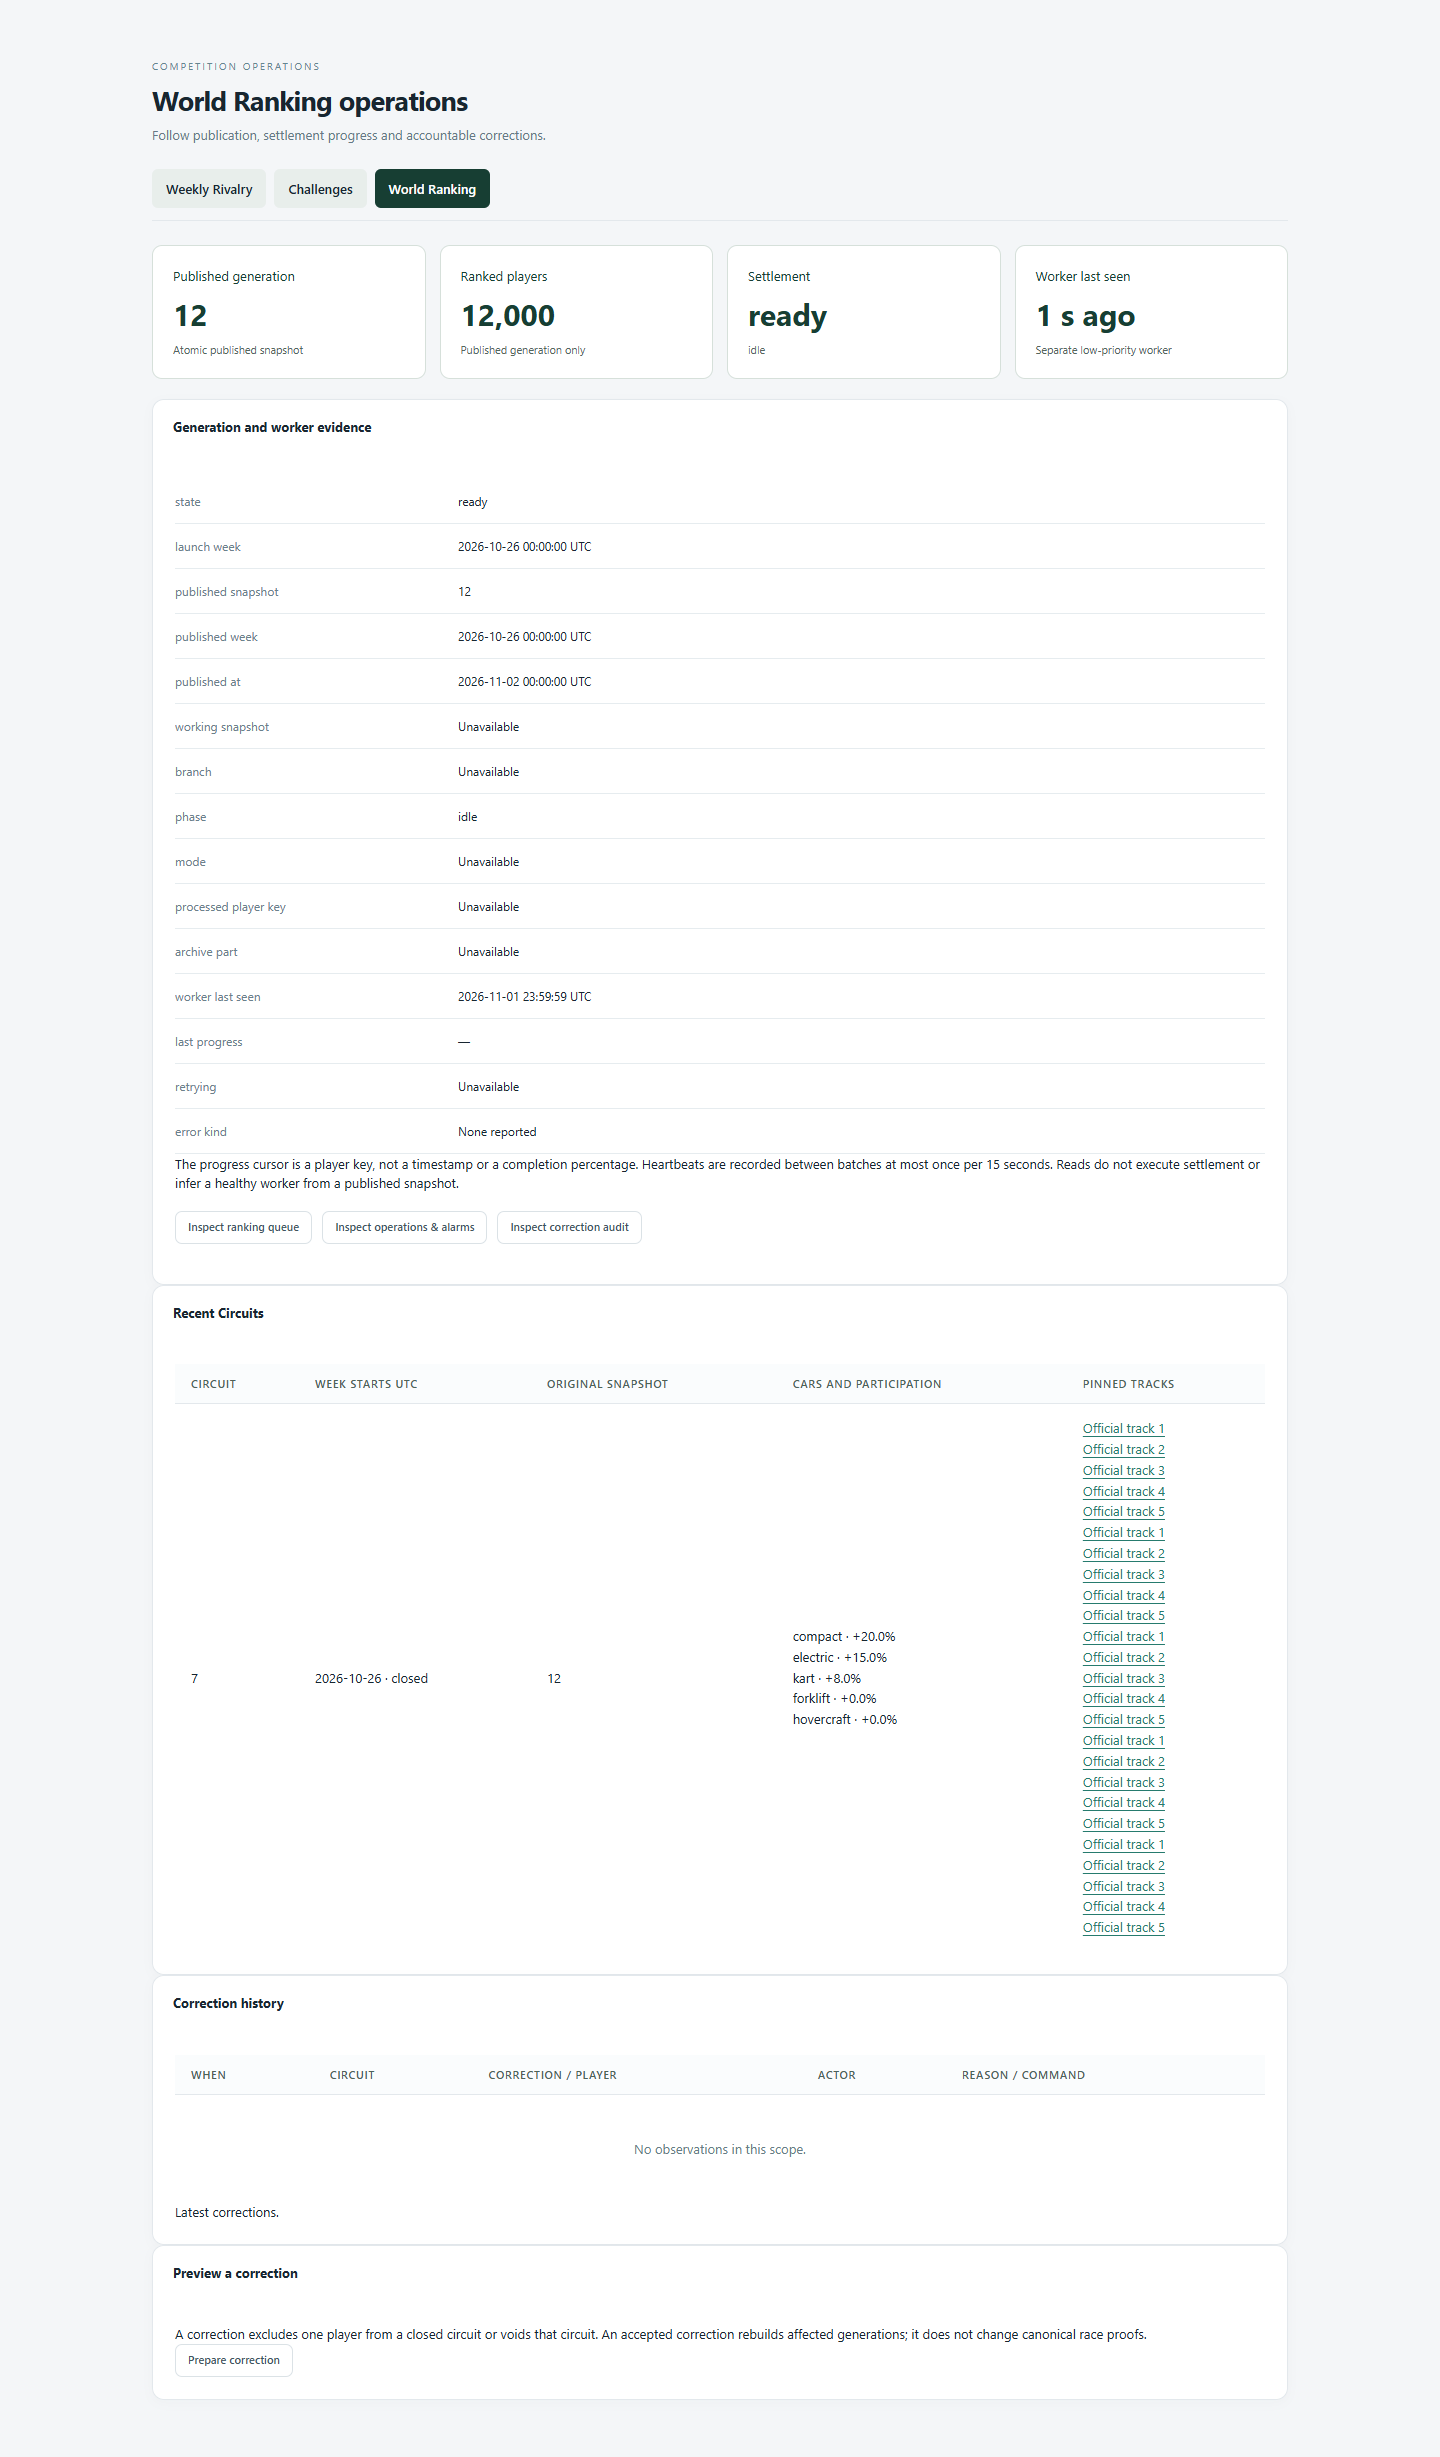 COMPETITION OPERATIONS
World Ranking operations
Follow publication, settlement progress and accountable corrections.
Weekly Rivalry Challenges World Ranking
Published generation
12
Atomic published snapshot
Ranked players
12,000
Published generation only
Settlement
ready
idle
Worker last seen
1 s ago
Separate low-priority worker
Generation and worker evidence
state ready
launch week 2026-10-26 00:00:00 UTC
published snapshot 12
published week 2026-10-26 00:00:00 UTC
published at 2026-11-02 00:00:00 UTC
working snapshot Unavailable
branch Unavailable
phase idle
mode Unavailable
processed player key Unavailable
archive part Unavailable
worker last seen 2026-11-01 23:59:59 UTC
last progress —
retrying Unavailable
error kind None reported
The progress cursor is a player key, not a timestamp or a completion percentage. Heartbeats are recorded between batches at most once per 15 seconds. Reads do not execute settlement or
infer a healthy worker from a published snapshot.
Inspect ranking queue Inspect operations & alarms Inspect correction audit
Recent Circuits
CIRCUIT WEEK STARTS UTC ORIGINAL SNAPSHOT CARS AND PARTICIPATION PINNED TRACKS
7 2026-10-26 · closed 12
compact · +20.0%
electric · +15.0%
kart · +8.0%
forklift · +0.0%
hovercraft · +0.0%
Official track 1
Official track 2
Official track 3
Official track 4
Official track 5
Official track 1
Official track 2
Official track 3
Official track 4
Official track 5
Official track 1
Official track 2
Official track 3
Official track 4
Official track 5
Official track 1
Official track 2
Official track 3
Official track 4
Official track 5
Official track 1
Official track 2
Official track 3
Official track 4
Official track 5
Correction history
WHEN CIRCUIT CORRECTION / PLAYER ACTOR REASON / COMMAND
No observations in this scope.
Latest corrections.
Preview a correction
A correction excludes one player from a closed circuit or voids that circuit. An accepted correction rebuilds affected generations; it does not change canonical race proofs.
Prepare correction